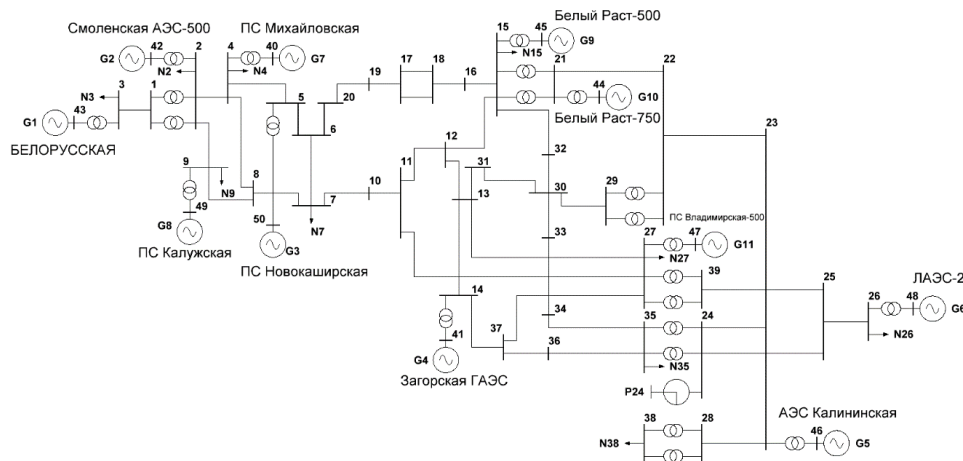 Смоленская АЭС-500
ПС Михайловская
Белый Раст-500
42 2 4 40 15 45
G2 G7 G9
N2 N4 N15
17 18 21 22
19 16 44
3 1 5 20 G10
N3 43 Белый Раст-750
G1 6 23
БЕЛОРУССКАЯ
12 31 32
9 8 11 30 29
N9 7 10 13
49 50 N7 ПС Владимирская-500
G8 G3 33 27 47
ПС Калужская G11
ПС Новокаширская N27
39
14 25 ЛАЭС-2
34 26 48
37 35 24 G6
41 36 N26
G4 N35
Загорская ГАЭС
P24
АЭС Калининская
38 28 46
N38 G5